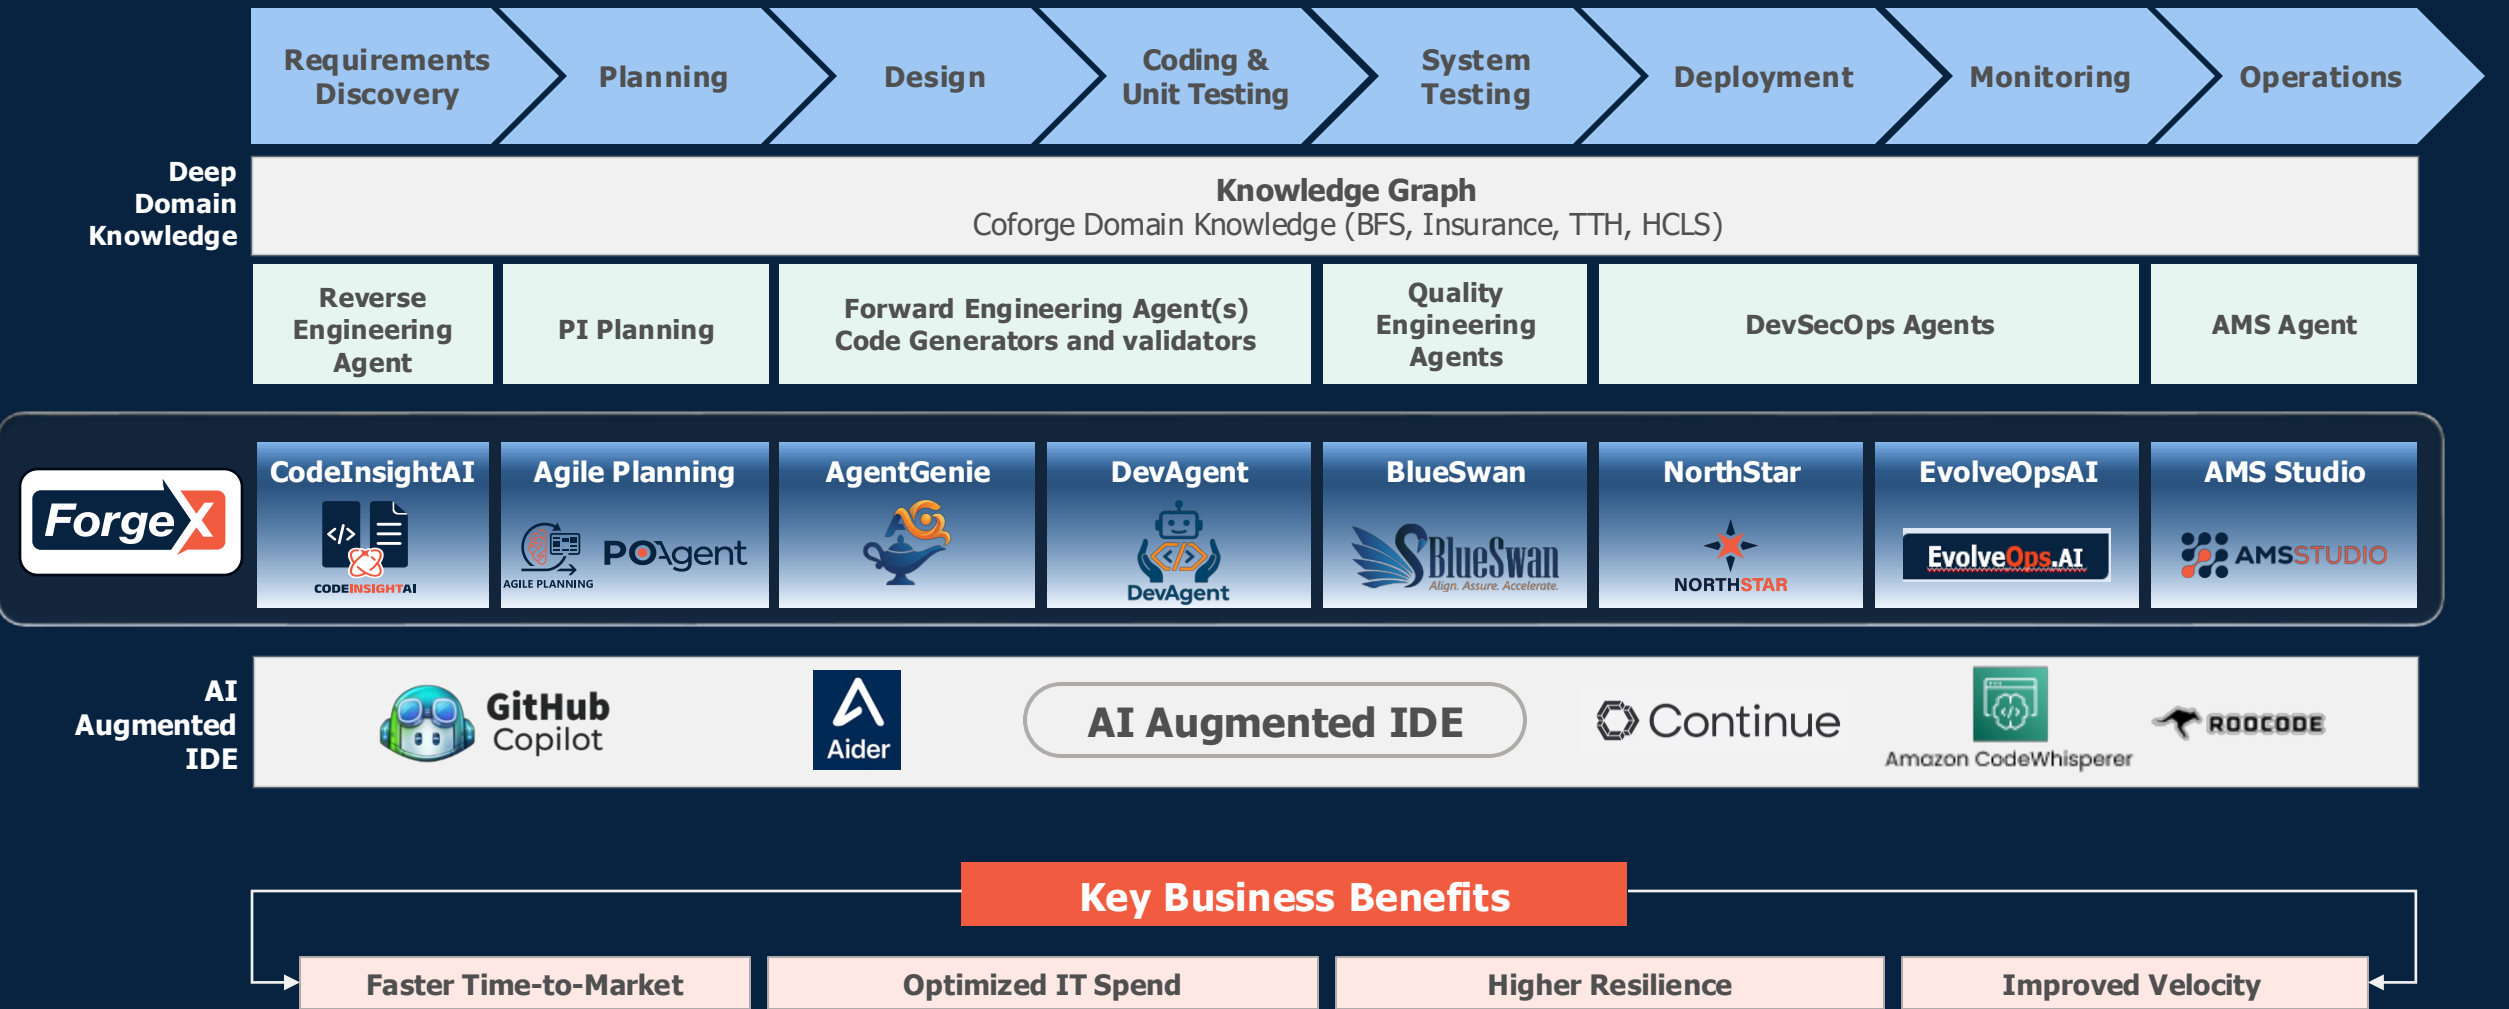 Requirements
Discovery
Planning
Design
Coding &
Unit Testing
System
Testing
Deployment
Monitoring
Operations
Deep
Domain
Knowledge
Knowledge Graph
Coforge Domain Knowledge (BFS, Insurance, TTH, HCLS)
Reverse
Engineering
Agent
PI Planning
Forward Engineering Agent(s)
Code Generators and validators
Quality
Engineering
Agents
DevSecOps Agents
AMS Agent
ForgeX
CodeInsightAI
</>
CODEINSIGHTAI
Agile Planning
AGILE PLANNING
POAgent
AgentGenie
AG
DevAgent
</>
DevAgent
BlueSwan
BlueSwan
Align. Assure. Accelerate.
NorthStar
NORTHSTAR
EvolveOpsAI
EvolveOps.AI
AMS Studio
AMSSTUDIO
AI
Augmented
IDE
GitHub
Copilot
Aider
AI Augmented IDE
Continue
</>
Amazon CodeWhisperer
ROOCODE
Key Business Benefits
Faster Time-to-Market
Optimized IT Spend
Higher Resilience
Improved Velocity